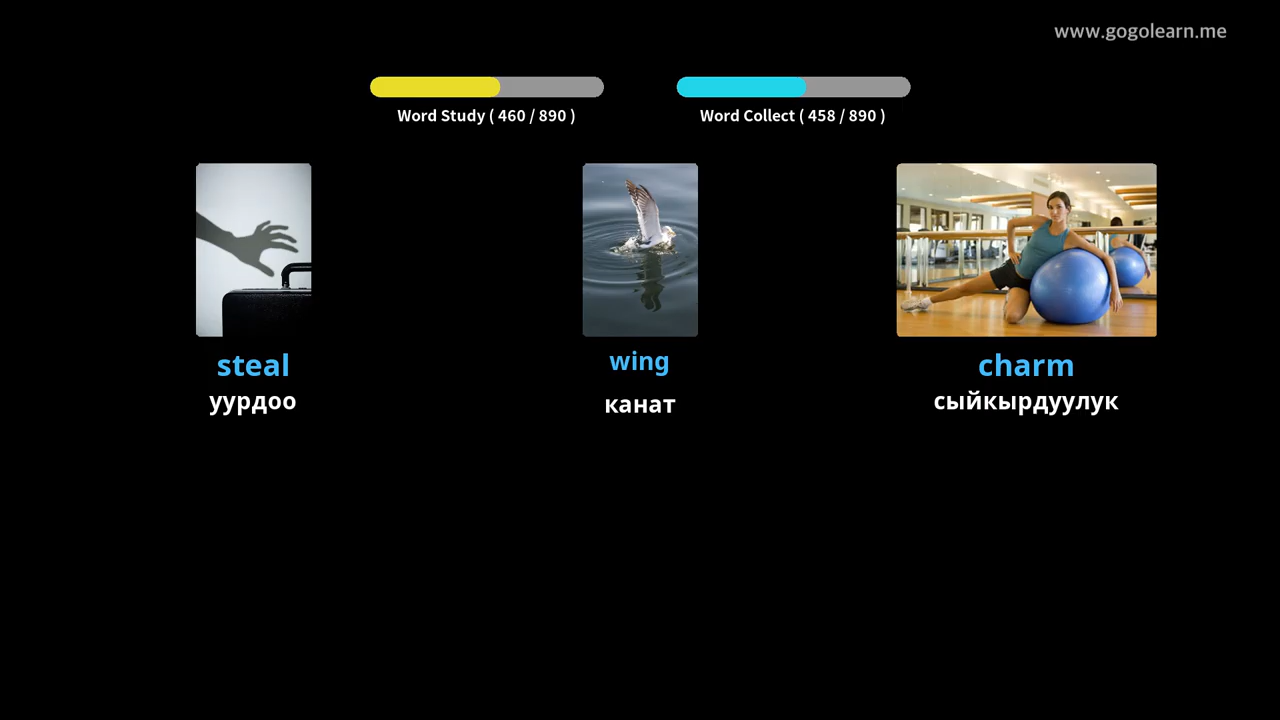 www.gogolearn.me
Word Study ( 460 / 890 )
Word Collect ( 458 / 890 )
steal
уурдоо
wing
канат
charm
сыйкырдуулук